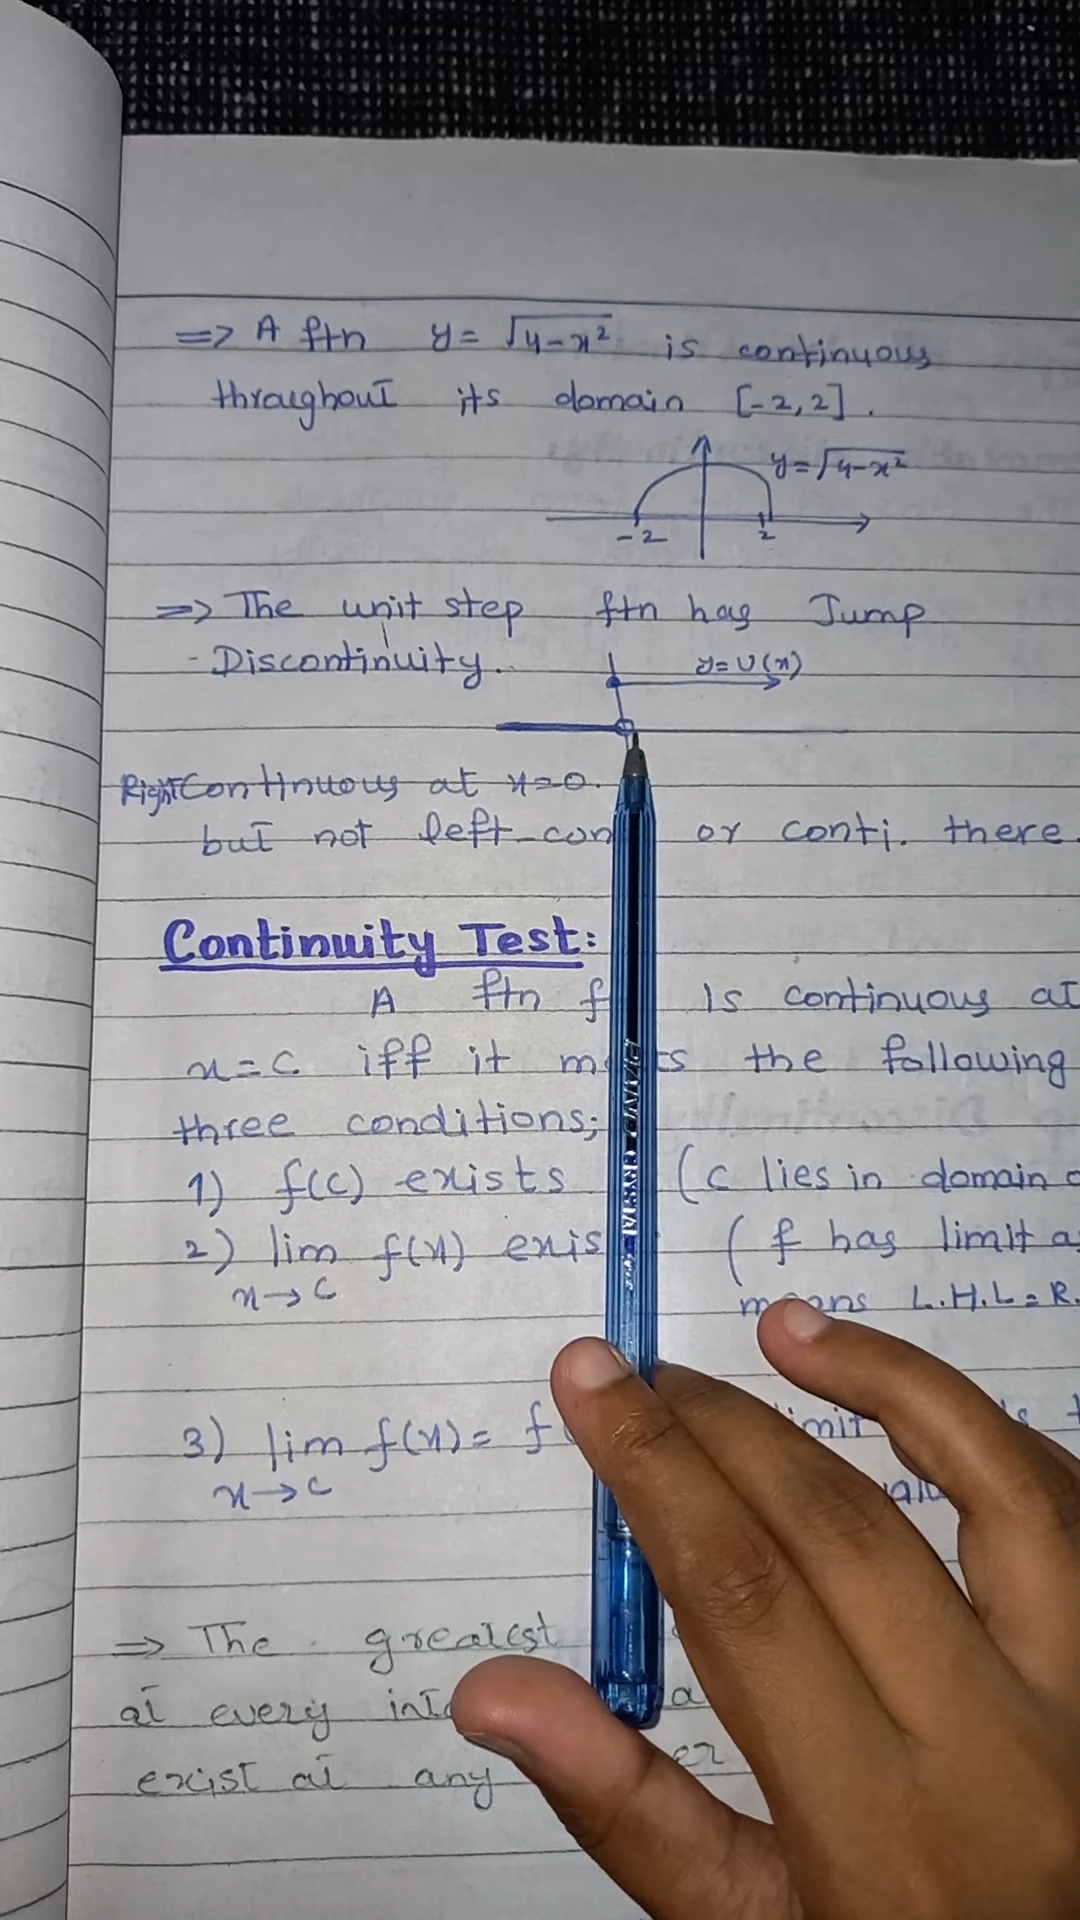 => A ftn y = √4-x² is continuous
throughout its domain [-2, 2].
y = √4-x²
-2 2
=> The unit step ftn has Jump
Discontinuity.
y = U(x)
Right Continuous at x=0.
but not left con or conti. there.
Continuity Test:
A ftn f is continuous at
x = c iff it the following
three conditions;
1) f(c) exists (c lies in domain
2) lim f(x) exis ( f has limit
x→c L.H.L = R.
3) lim f(x) = f
x→c
=> The greatest
at every
exist at any